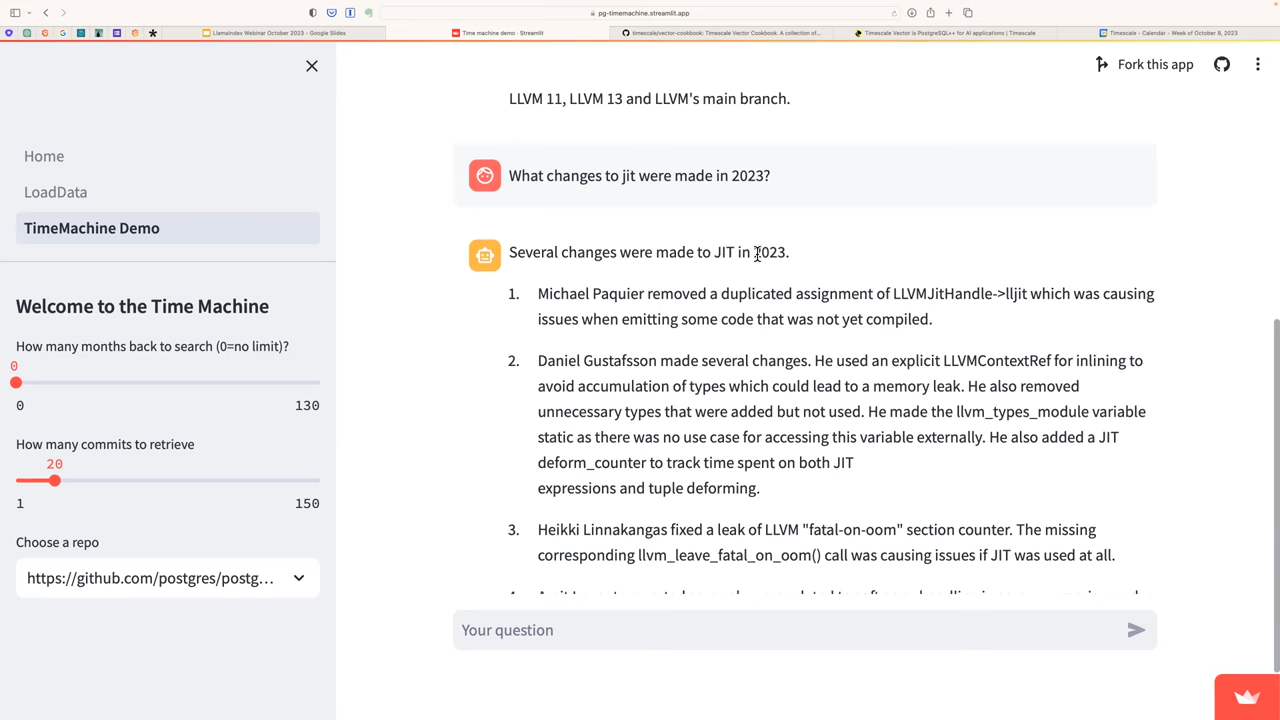 pg-timemachine.streamlit.app
LlamaIndex Webinar October 2023 - Google Slides
Time machine demo · Streamlit
timescale/vector-cookbook: Timescale Vector Cookbook. A collection of...
Timescale Vector is PostgreSQL++ for AI applications | Timescale
Timescale - Calendar - Week of October 8, 2023
Fork this app
Home
LoadData
TimeMachine Demo
Welcome to the Time Machine
How many months back to search (0=no limit)?
0
0 130
How many commits to retrieve
20
1 150
Choose a repo
https://github.com/postgres/postg...
LLVM 11, LLVM 13 and LLVM's main branch.
What changes to jit were made in 2023?
Several changes were made to JIT in 2023.
1. Michael Paquier removed a duplicated assignment of LLVMJitHandle->lljit which was causing
issues when emitting some code that was not yet compiled.
2. Daniel Gustafsson made several changes. He used an explicit LLVMContextRef for inlining to
avoid accumulation of types which could lead to a memory leak. He also removed
unnecessary types that were added but not used. He made the llvm_types_module variable
static as there was no use case for accessing this variable externally. He also added a JIT
deform_counter to track time spent on both JIT
expressions and tuple deforming.
3. Heikki Linnakangas fixed a leak of LLVM "fatal-on-oom" section counter. The missing
corresponding llvm_leave_fatal_on_oom() call was causing issues if JIT was used at all.
Your question